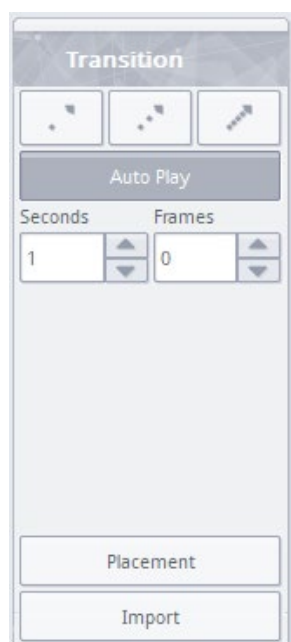 Transition
Auto Play
Seconds Frames
1 0
Placement
Import